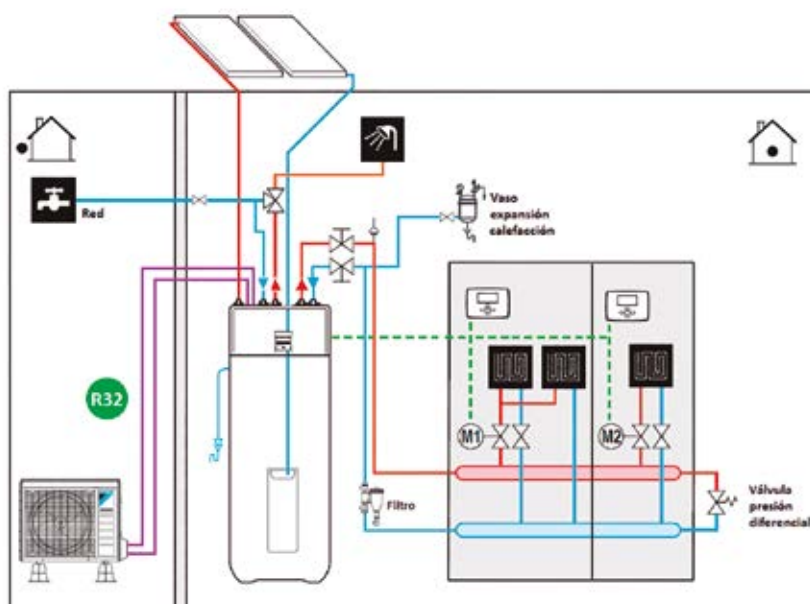 Red
Vaso
expansión
calefacción
R32
M1
M2
Filtro
Válvula
presión
diferencial